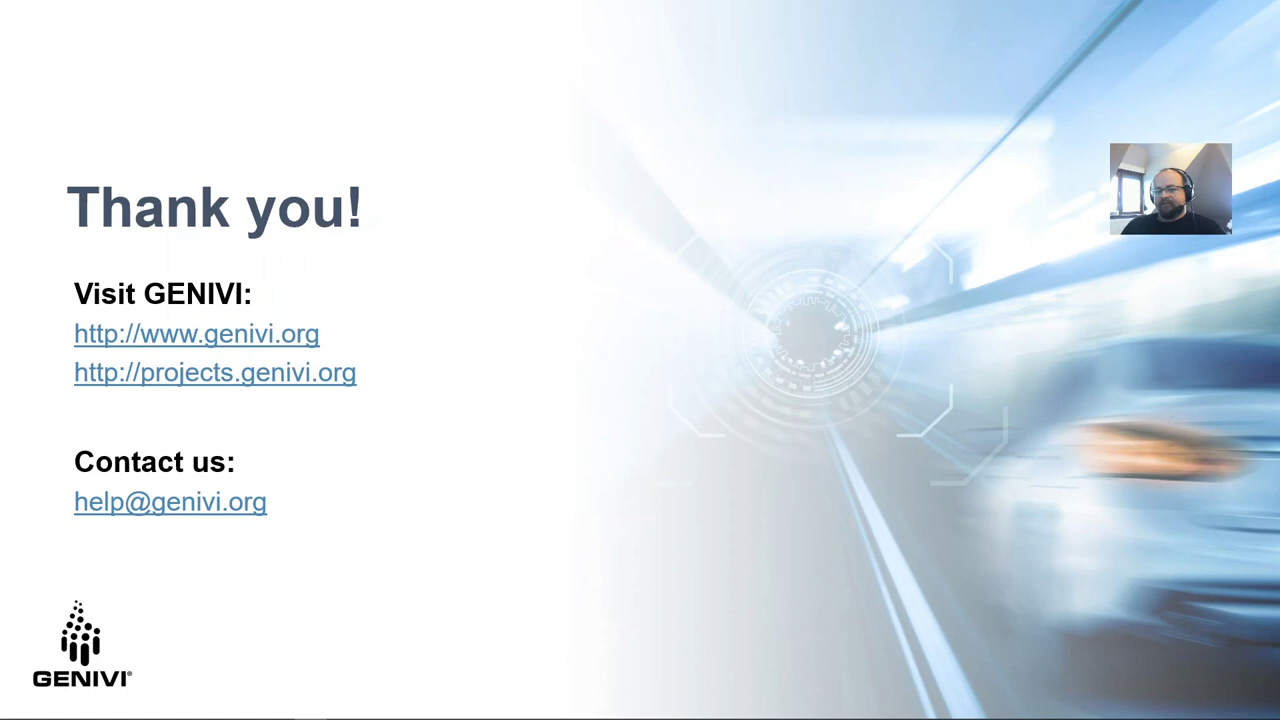 Thank you!
Visit GENIVI:
http://www.genivi.org
http://projects.genivi.org
Contact us:
help@genivi.org
GENIVI®